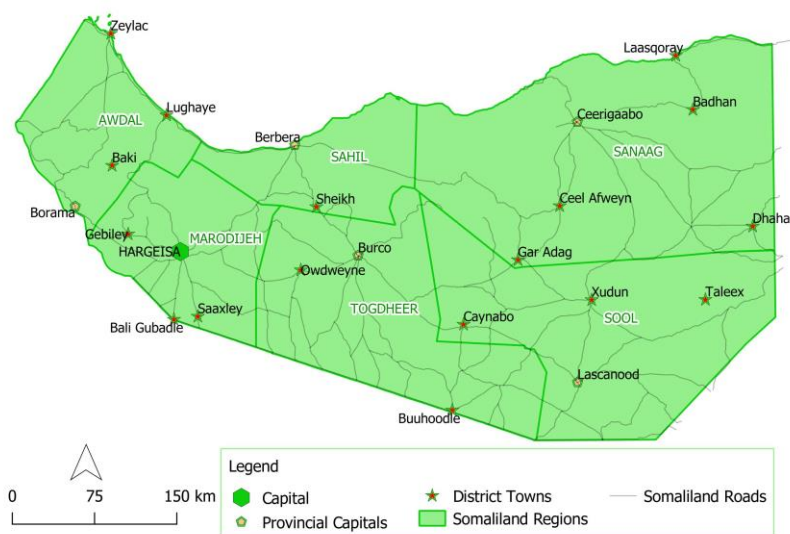 Zeylac
Laasqoray
Badhan
Lughaye
Ceerigaabo
AWDAL
Berbera
SAHIL
SANAAG
Baki
Sheikh
Ceel Afweyn
Borama
Dhaha
Gebiley
MARODIJEH
HARGEISA
Burco
Gar Adag
Owdweyne
Xudun
Taleex
TOGDHEER
SOOL
Saaxley
Caynabo
Bali Gubadle
Lascanood
Buuhoodle
Legend
0 75 150 km
Capital
District Towns
Somaliland Roads
Provincial Capitals
Somaliland Regions